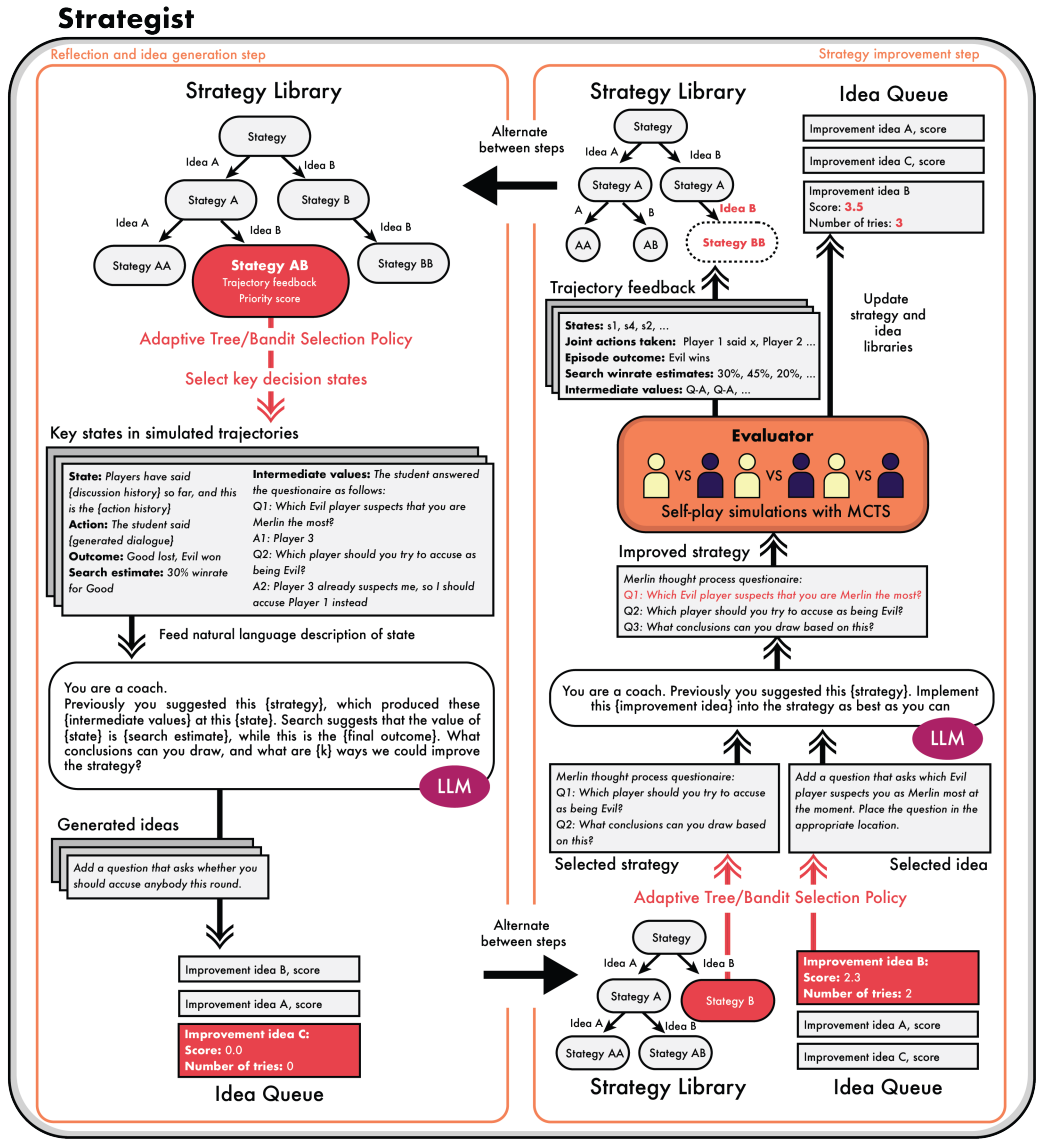 Strategist
Reflection and idea generation step
Strategy Library
Stategy
Idea A
Idea B
Stategy A
Stategy B
Idea A
Idea B
Idea B
Stategy AA
Stategy AB
Trajectory feedback
Priority score
Stategy BB
Adaptive Tree/Bandit Selection Policy
Select key decision states
Key states in simulated trajectories
State: Players have said
{discussion history} so far, and this
is the {action history}
Action: The student said
{generated dialogue}
Outcome: Good lost, Evil won
Search estimate: 30% winrate
for Good
Intermediate values: The student answered
the questionaire as follows:
Q1: Which Evil player suspects that you are
Merlin the most?
A1: Player 3
Q2: Which player should you try to accuse as
being Evil?
A2: Player 3 already suspects me, so I should
accuse Player 1 instead
Feed natural language description of state
You are a coach.
Previously you suggested this {strategy}, which produced these
{intermediate values} at this {state}. Search suggests that the value of
{state} is {search estimate}, while this is the {final outcome}. What
conclusions can you draw, and what are {k} ways we could improve
the strategy?
LLM
Generated ideas
Add a question that asks whether you
should accuse anybody this round.
Improvement idea B, score
Improvement idea A, score
Improvement idea C:
Score: 0.0
Number of tries: 0
Idea Queue
Alternate
between steps
Alternate
between steps
Strategy improvement step
Strategy Library
Stategy
Idea A
Idea B
Stategy A
Stategy A
A
B
Idea B
AA
AB
Stategy BB
Idea Queue
Improvement idea A, score
Improvement idea C, score
Improvement idea B
Score: 3.5
Number of tries: 3
Trajectory feedback
States: s1, s4, s2, ...
Joint actions taken: Player 1 said x, Player 2 ...
Episode outcome: Evil wins
Search winrate estimates: 30%, 45%, 20%, ...
Intermediate values: Q-A, Q-A, ...
Update
strategy and
idea
libraries
Evaluator
VS
VS
VS
Self-play simulations with MCTS
Improved strategy
Merlin thought process questionaire:
Q1: Which Evil player suspects that you are Merlin the most?
Q2: Which player should you try to accuse as being Evil?
Q3: What conclusions can you draw based on this?
You are a coach. Previously you suggested this {strategy}. Implement
this {improvement idea} into the strategy as best as you can
LLM
Merlin thought process questionaire:
Q1: Which player should you try to accuse
as being Evil?
Q2: What conclusions can you draw based
on this?
Selected strategy
Add a question that asks which Evil
player suspects you as Merlin most at
the moment. Place the question in the
appropriate location.
Selected idea
Adaptive Tree/Bandit Selection Policy
Stategy
Idea A
Idea B
Stategy A
Stategy B
Idea A
Idea B
Stategy AA
Stategy AB
Strategy Library
Improvement idea B:
Score: 2.3
Number of tries: 2
Improvement idea A, score
Improvement idea C, score
Idea Queue